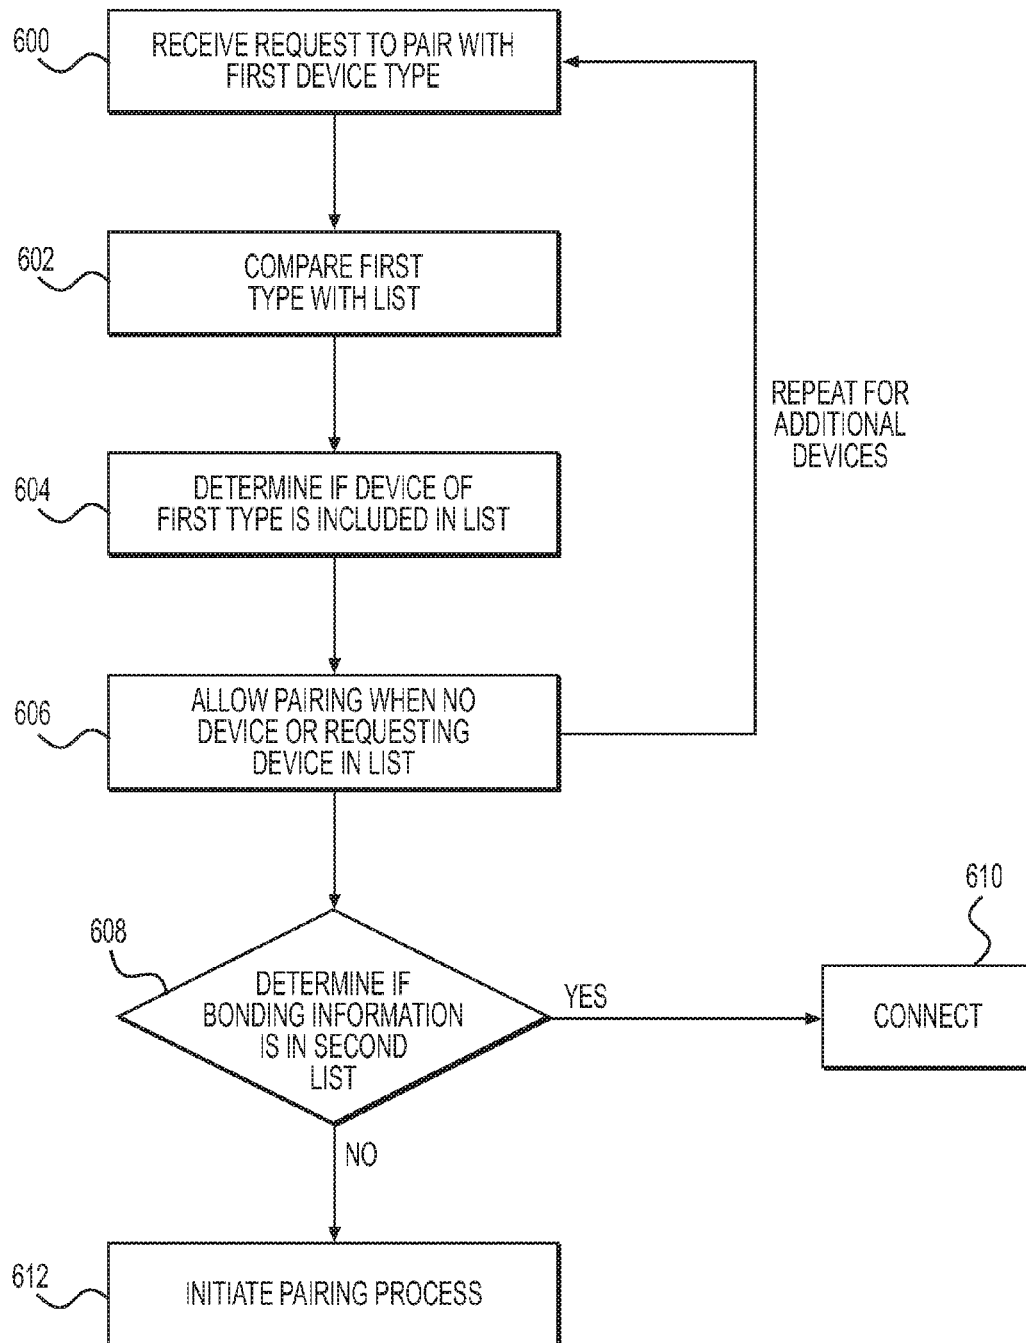 600
RECEIVE REQUEST TO PAIR WITH
FIRST DEVICE TYPE
602
COMPARE FIRST
TYPE WITH LIST
REPEAT FOR
ADDITIONAL
DEVICES
604
DETERMINE IF DEVICE OF
FIRST TYPE IS INCLUDED IN LIST
606
ALLOW PAIRING WHEN NO
DEVICE OR REQUESTING
DEVICE IN LIST
608
DETERMINE IF
BONDING INFORMATION
IS IN SECOND
LIST
YES
610
CONNECT
NO
612
INITIATE PAIRING PROCESS